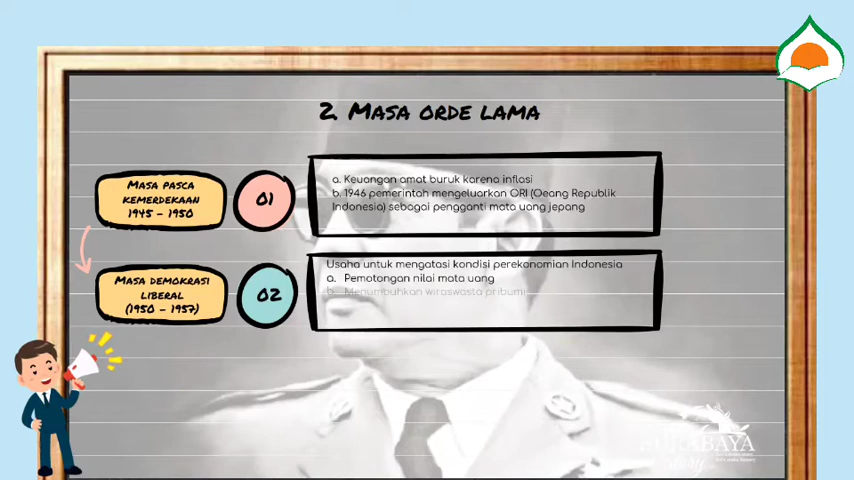 2. Masa orde lama
Masa pasca
kemerdekaan
1945 - 1950
01
a. Keuangan amat buruk karena inflasi
b. 1946 pemerintah mengeluarkan ORI (Oeang Republik
Indonesia) sebagai pengganti mata uang jepang
Masa demokrasi
liberal
(1950 - 1957)
02
Usaha untuk mengatasi kondisi perekonomian Indonesia
a. Pemotongan nilai mata uang
b. Menumbuhkan wiraswasta pribumi
SURABAYA
story